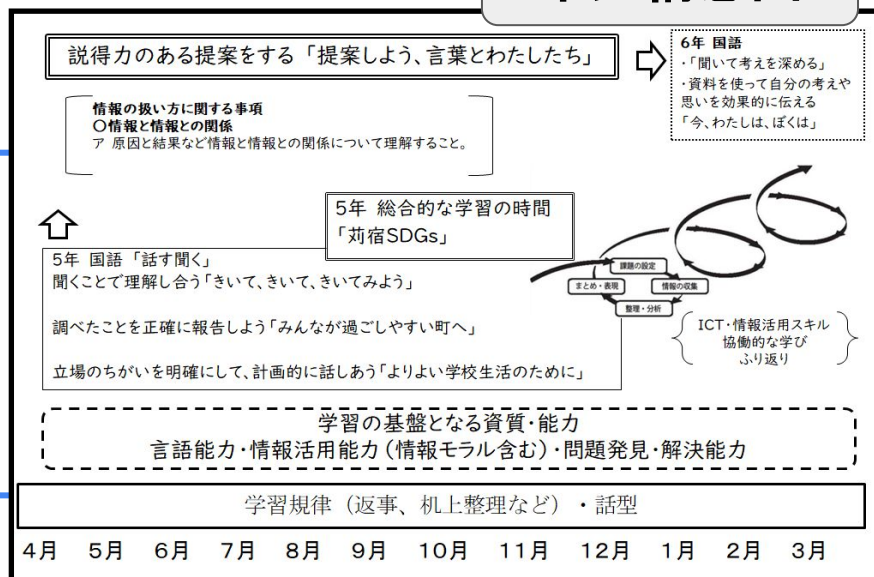 説得力のある提案をする「提案しよう、言葉とわたしたち」
6年 国語
・「聞いて考えを深める」
・資料を使って自分の考えや
思いを効果的に伝える
「今、わたしは、ぼくは」
情報の扱い方に関する事項
〇情報と情報との関係
ア 原因と結果など情報と情報との関係について理解すること。
5年 総合的な学習の時間
「苅宿SDGs」
5年 国語「話す聞く」
聞くことで理解し合う「きいて、きいて、きいてみよう」
調べたことを正確に報告しよう「みんなが過ごしやすい町へ」
立場のちがいを明確にして、計画的に話しあう「よりよい学校生活のために」
課題の設定
まとめ・表現
情報の収集
整理・分析
ICT・情報活用スキル
協働的な学び
ふり返り
学習の基盤となる資質・能力
言語能力・情報活用能力(情報モラル含む)・問題発見・解決能力
学習規律(返事、机上整理など)・話型
4月 5月 6月 7月 8月 9月 10月 11月 12月 1月 2月 3月